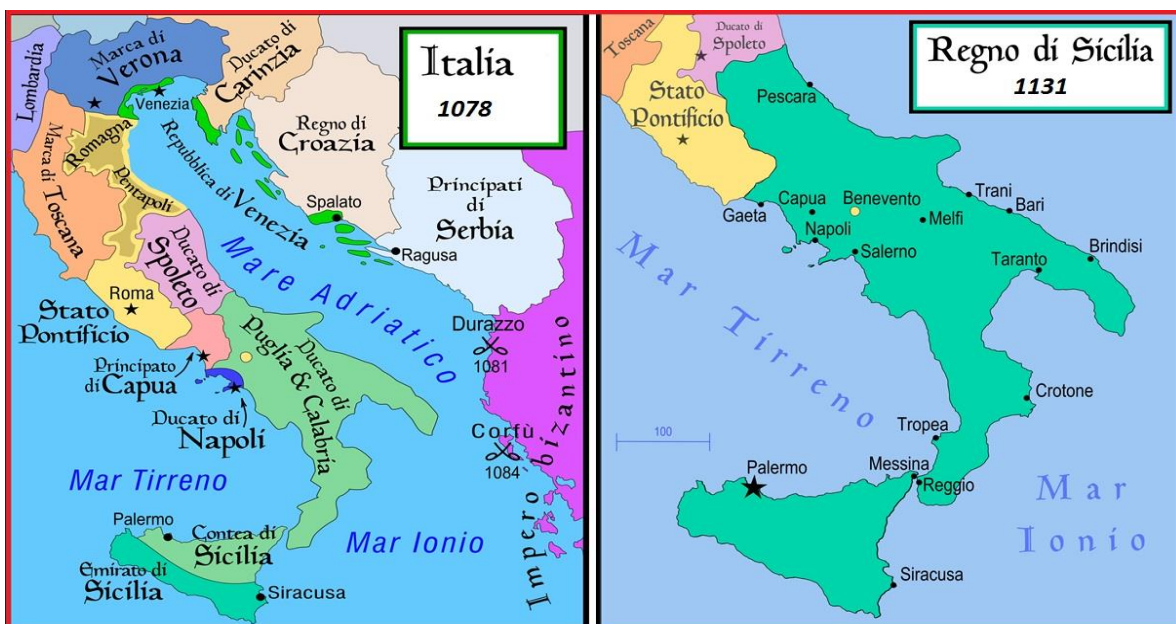 Italia
1078
Lombardia
Marca di
Verona
Ducato di
Carinzia
Venezia
Romagna
Pentapoli
Marca di
Toscana
Repubblica di
Venezia
Regno di
Croazia
Spalato
Principati
di
Serbia
Ragusa
Ducato di
Spoleto
Mare Adriatico
Roma
Stato
Pontificio
Principato
di Capua
Ducato di
Puglia & Calabria
Ducato di
Napoli
Durazzo
1081
Corfù
1084
Impero bizantino
Mar Tirreno
Mar Ionio
Palermo
Contea di
Sicilia
Emirato di
Sicilia
Siracusa
Regno di Sicilia
1131
Toscana
Ducato di
Spoleto
Stato
Pontificio
Pescara
Gaeta
Capua
Napoli
Benevento
Salerno
Melfi
Trani
Bari
Brindisi
Taranto
Mar Tirreno
100
Crotone
Tropea
Messina
Reggio
Palermo
Mar
Ionio
Siracusa